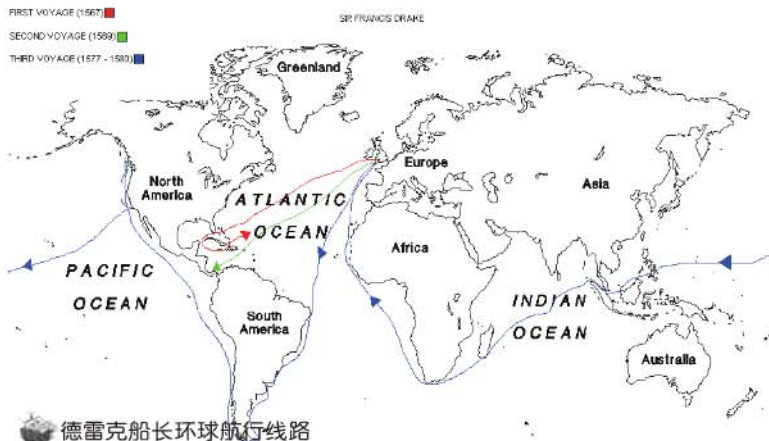 FIRST VOYAGE (1567)
SIR FRANCIS DRAKE
SECOND VOYAGE (1569)
THIRD VOYAGE (1577 - 1580)
Greenland
North
America
Europe
Asia
ATLANTIC
OCEAN
Africa
PACIFIC
OCEAN
South
America
INDIAN
OCEAN
Australia
德雷克船长环球航行线路